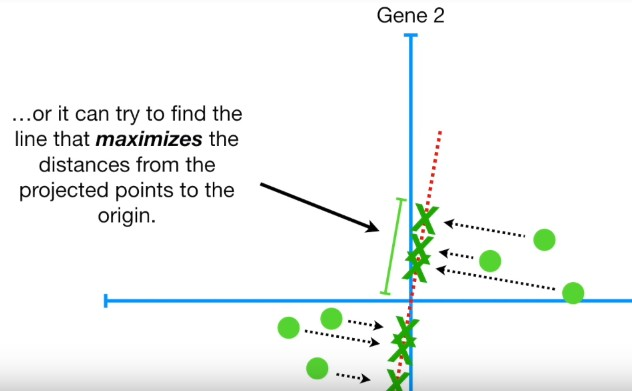 Gene 2
…or it can try to find the
line that maximizes the
distances from the
projected points to the
origin.